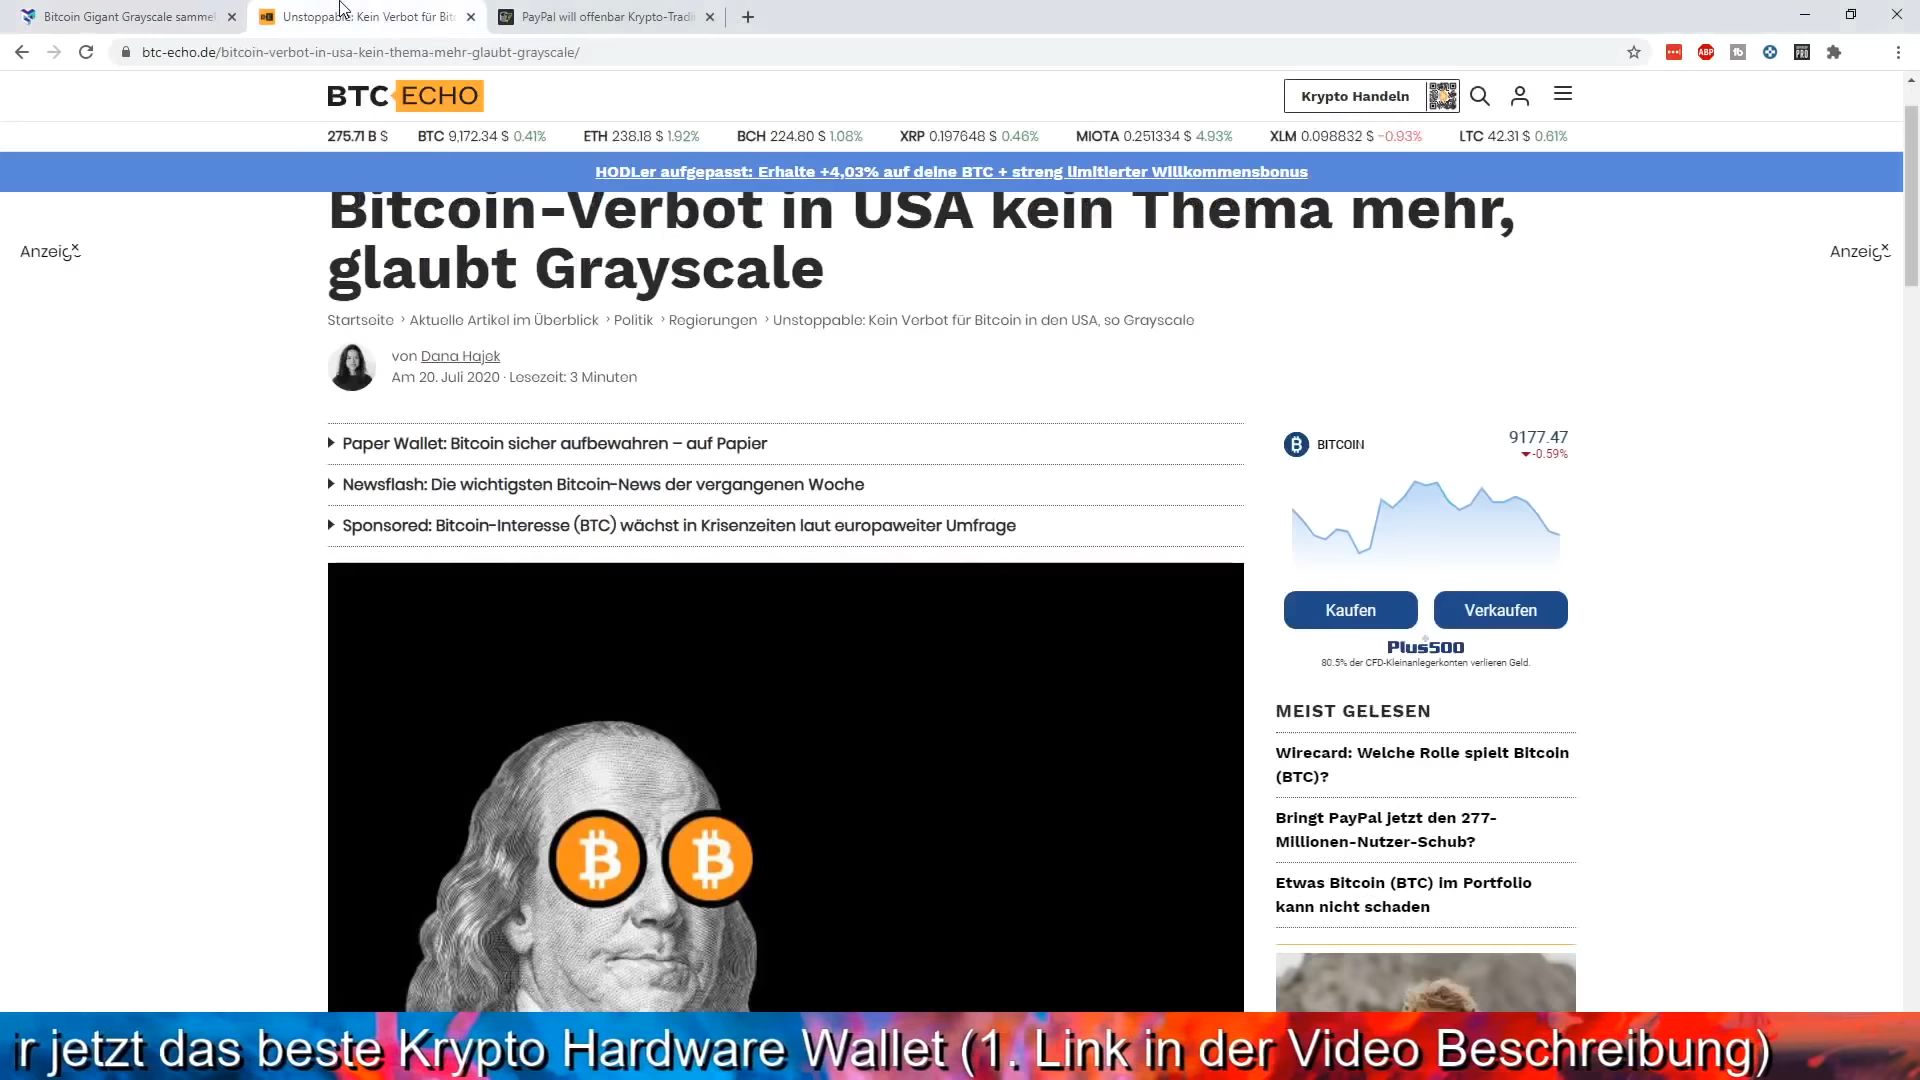 Bitcoin Gigant Grayscale samme
Unstoppable: Kein Verbot für Bit
PayPal will offenbar Krypto-Tradi
btc-echo.de/bitcoin-verbot-in-usa-kein-thema-mehr-glaubt-grayscale/
ABP
fb
PRO
BTC ECHO
Krypto Handeln
275.71 B $ BTC 9,172.34 $ 0.41% ETH 238.18 $ 1.92% BCH 224.80 $ 1.08% XRP 0.197648 $ 0.46% MIOTA 0.251334 $ 4.93% XLM 0.098832 $ -0.93% LTC 42.31 $ 0.61%
HODLer aufgepasst: Erhalte +4,03% auf deine BTC + streng limitierter Willkommensbonus
Bitcoin-Verbot in USA kein Thema mehr,
glaubt Grayscale
Anzeige
Anzeige
Startseite › Aktuelle Artikel im Überblick › Politik › Regierungen › Unstoppable: Kein Verbot für Bitcoin in den USA, so Grayscale
von Dana Hajek
Am 20. Juli 2020 · Lesezeit: 3 Minuten
Paper Wallet: Bitcoin sicher aufbewahren – auf Papier
Newsflash: Die wichtigsten Bitcoin-News der vergangenen Woche
Sponsored: Bitcoin-Interesse (BTC) wächst in Krisenzeiten laut europaweiter Umfrage
BITCOIN
9177.47
-0.59%
Kaufen
Verkaufen
Plus500
80.5% der CFD-Kleinanlegerkonten verlieren Geld.
MEIST GELESEN
Wirecard: Welche Rolle spielt Bitcoin
(BTC)?
Bringt PayPal jetzt den 277-
Millionen-Nutzer-Schub?
Etwas Bitcoin (BTC) im Portfolio
kann nicht schaden
r jetzt das beste Krypto Hardware Wallet (1. Link in der Video Beschreibung)